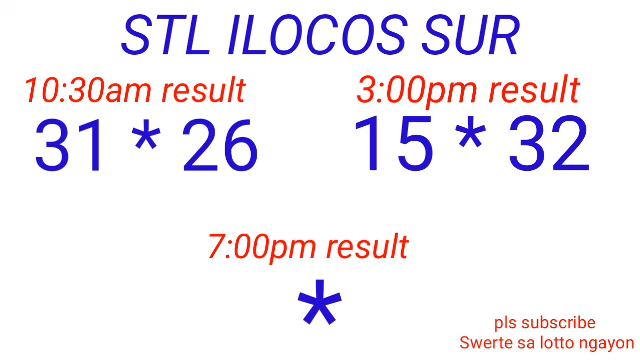 STL ILOCOS SUR
10:30am result
31 * 26
3:00pm result
15 * 32
7:00pm result
*
pls subscribe
Swerte sa lotto ngayon